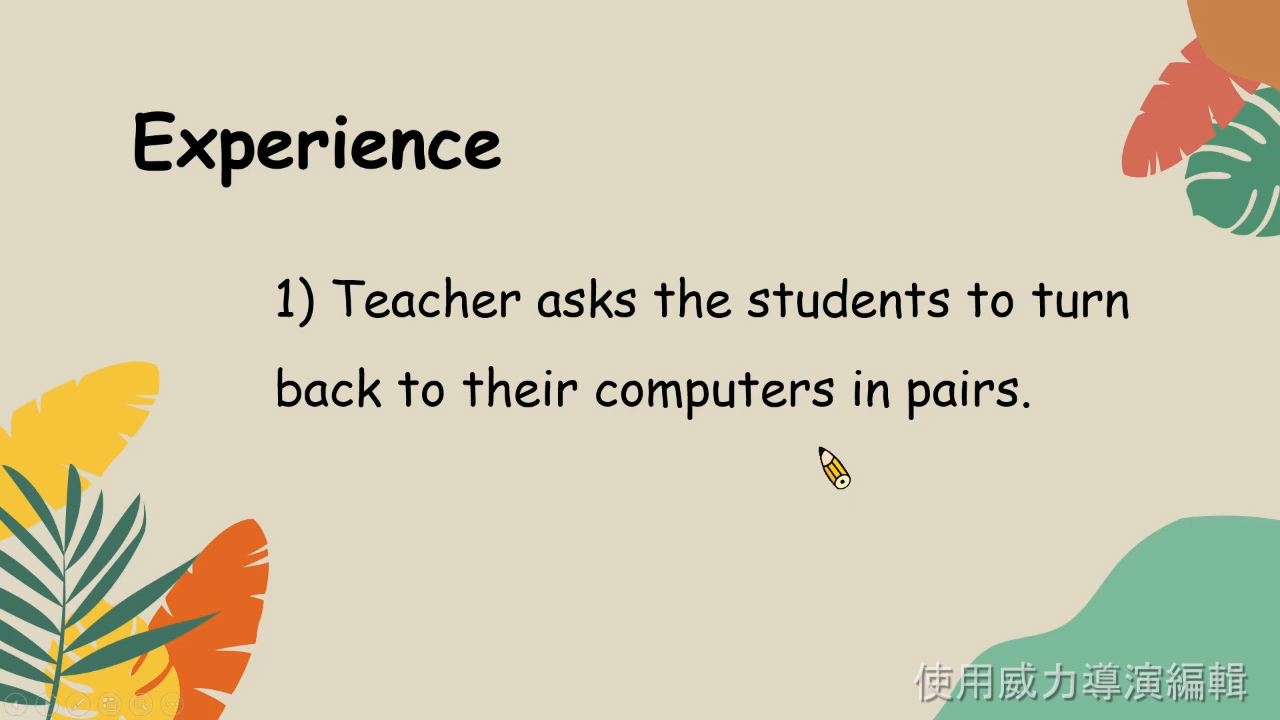 Experience
1) Teacher asks the students to turn
back to their computers in pairs.
使用威力導演編輯